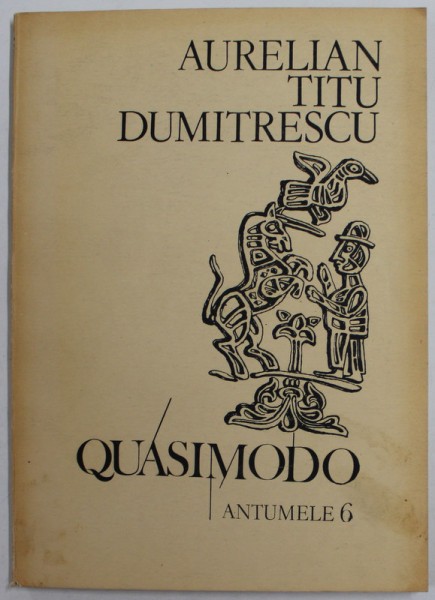 AURELIAN
TITU
DUMITRESCU
QUASIMODO
ANTUMELE 6